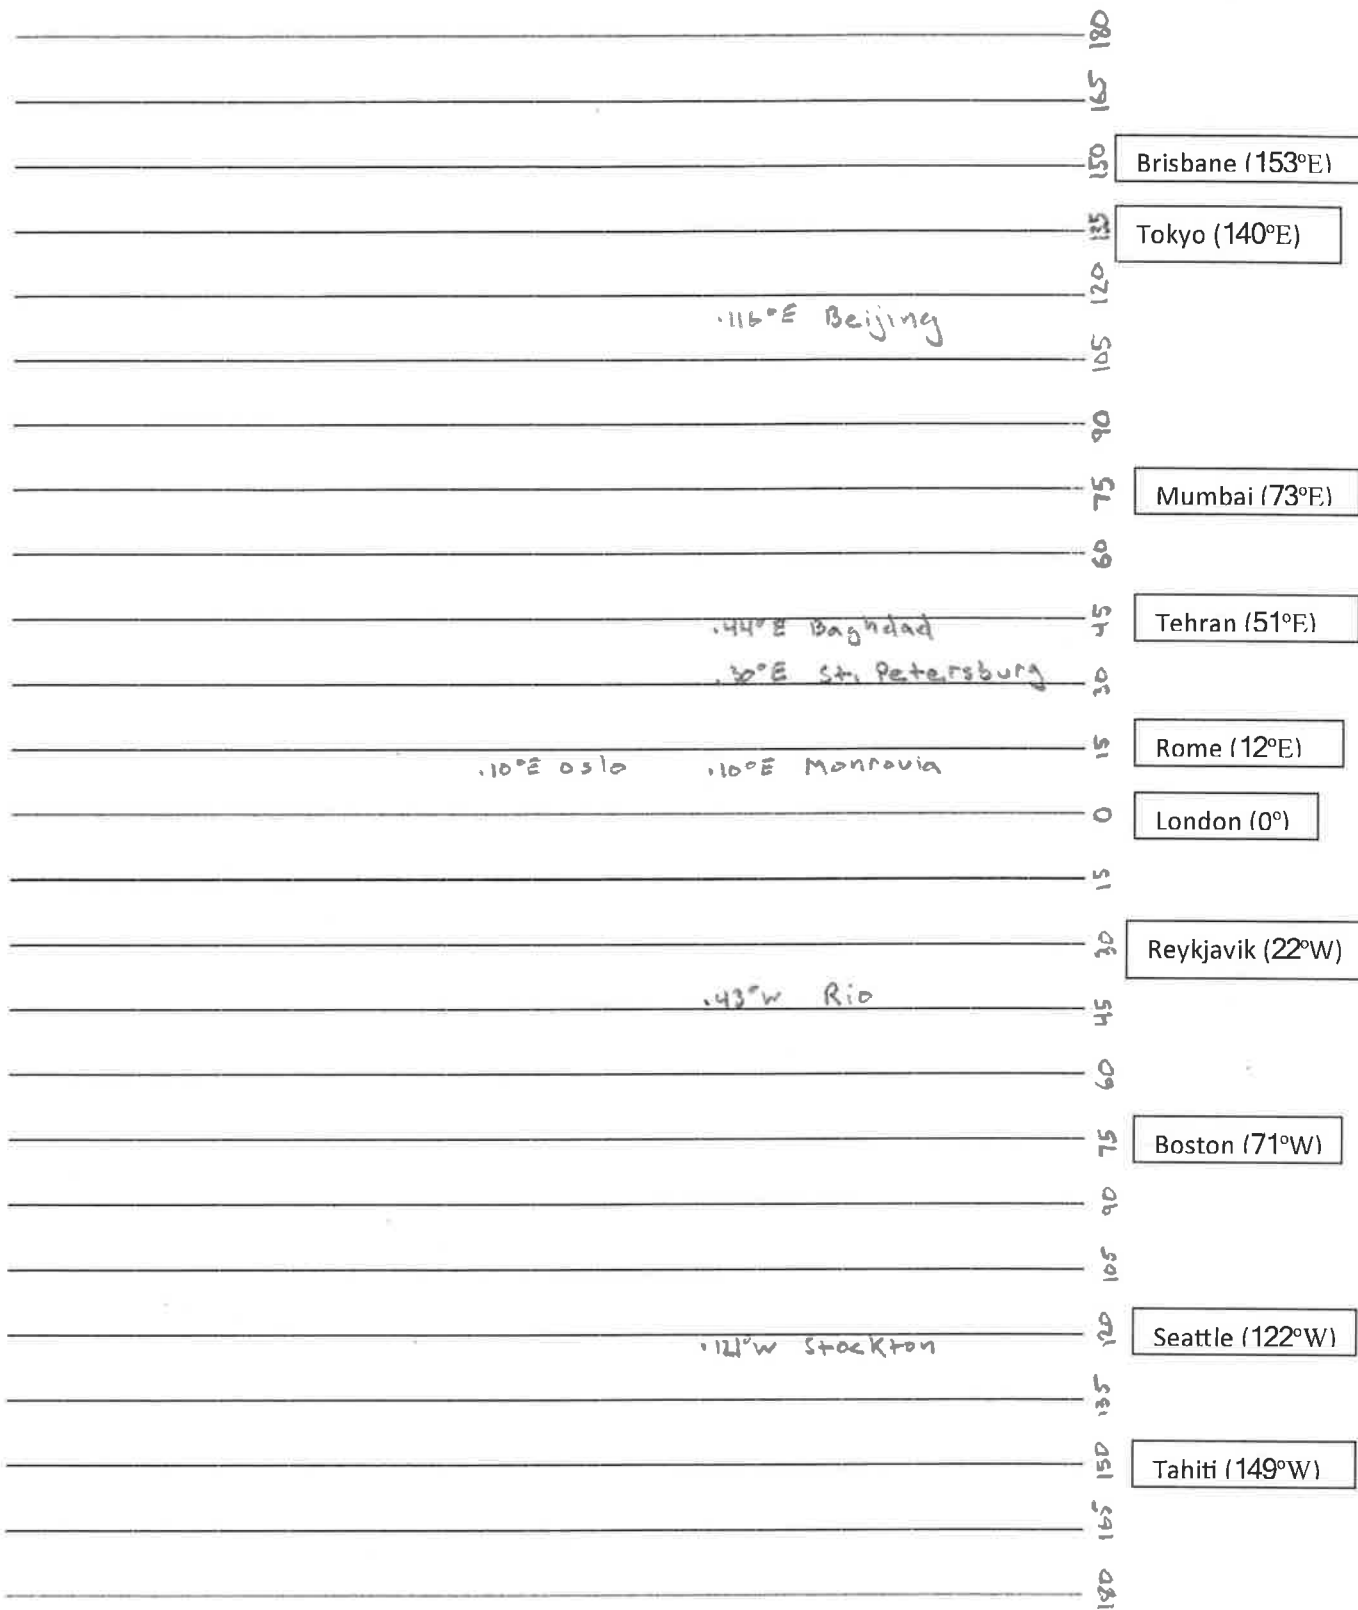 180
165
150 Brisbane (153°E)
135 Tokyo (140°E)
120
.116°E Beijing
105
90
75 Mumbai (73°E)
60
45 Tehran (51°E)
.44°E Baghdad
.30°E St. Petersburg
30
15 Rome (12°E)
.10°E Oslo .10°E Monrovia
0 London (0°)
15
30 Reykjavik (22°W)
.43°W Rio
45
60
75 Boston (71°W)
90
105
120 Seattle (122°W)
.121°W Stockton
135
150 Tahiti (149°W)
165
180